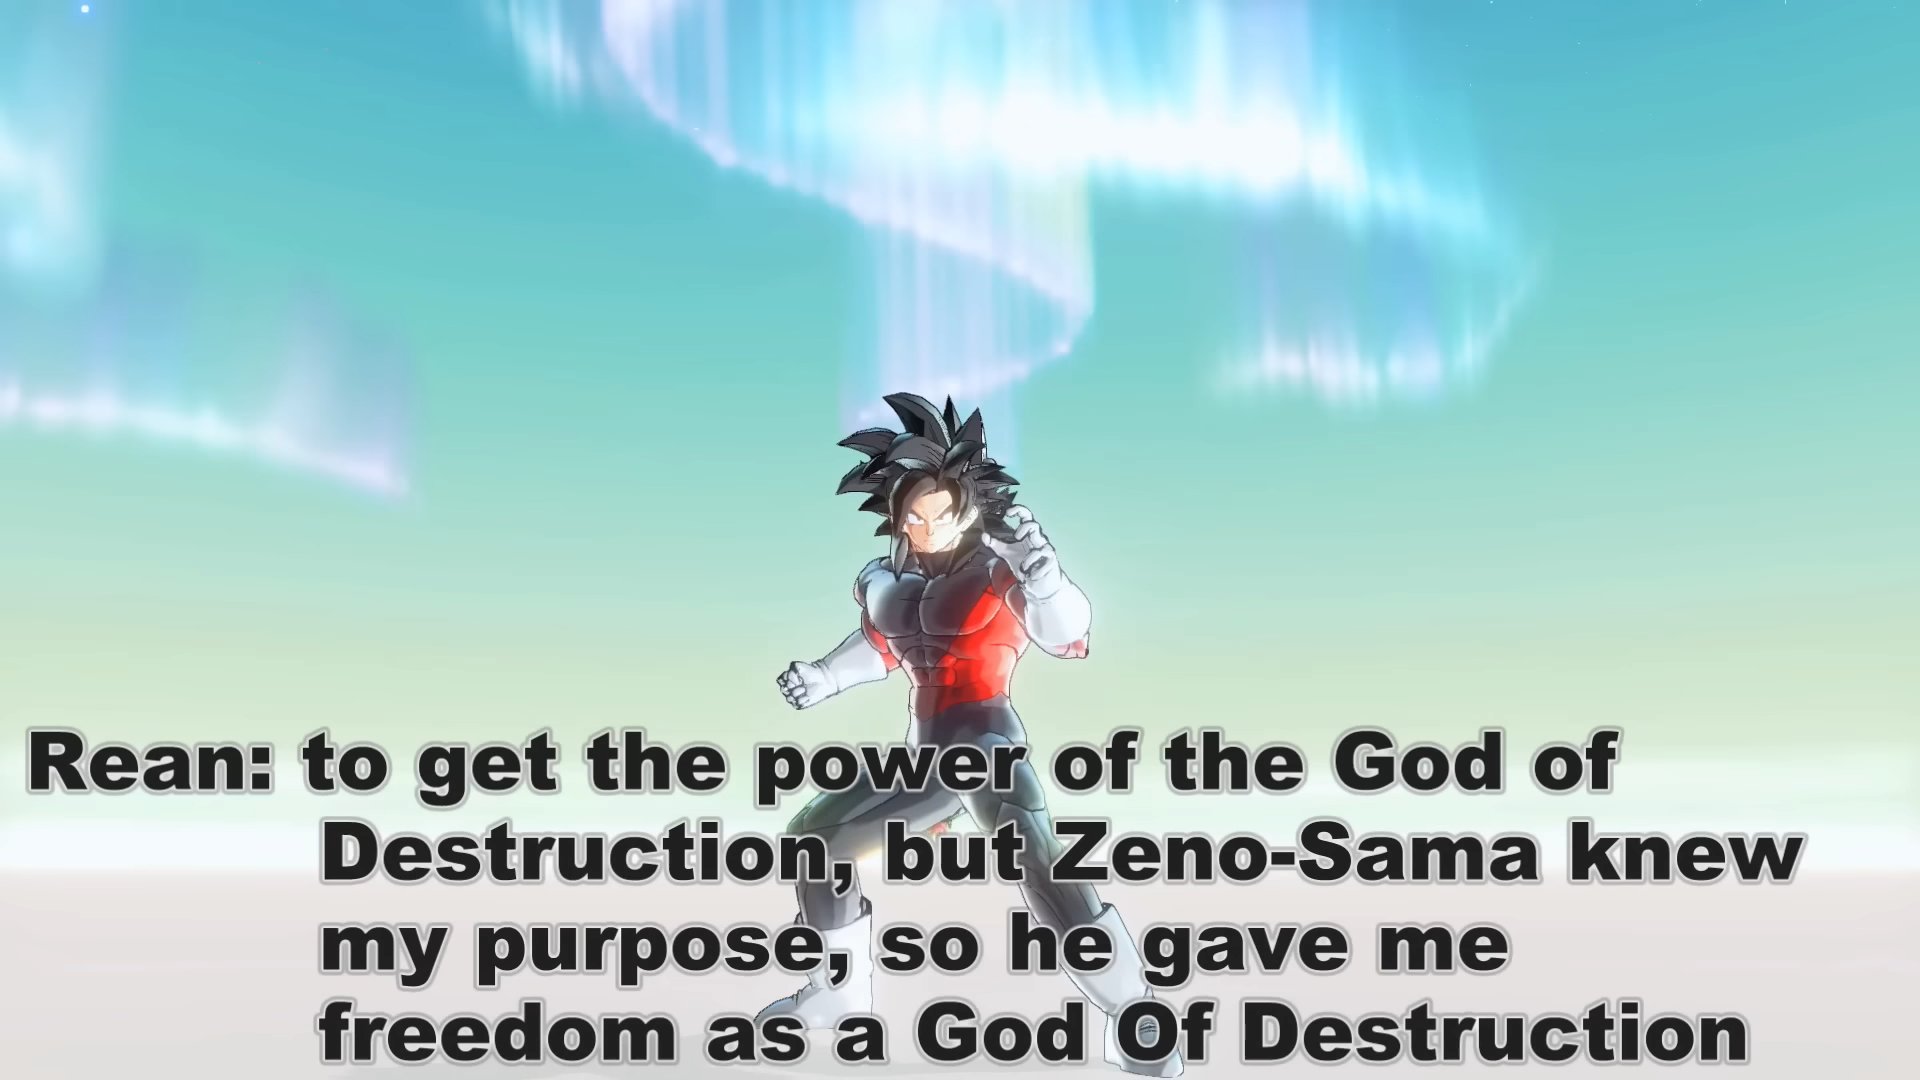 Rean: to get the power of the God of
Destruction, but Zeno-Sama knew
my purpose, so he gave me
freedom as a God Of Destruction